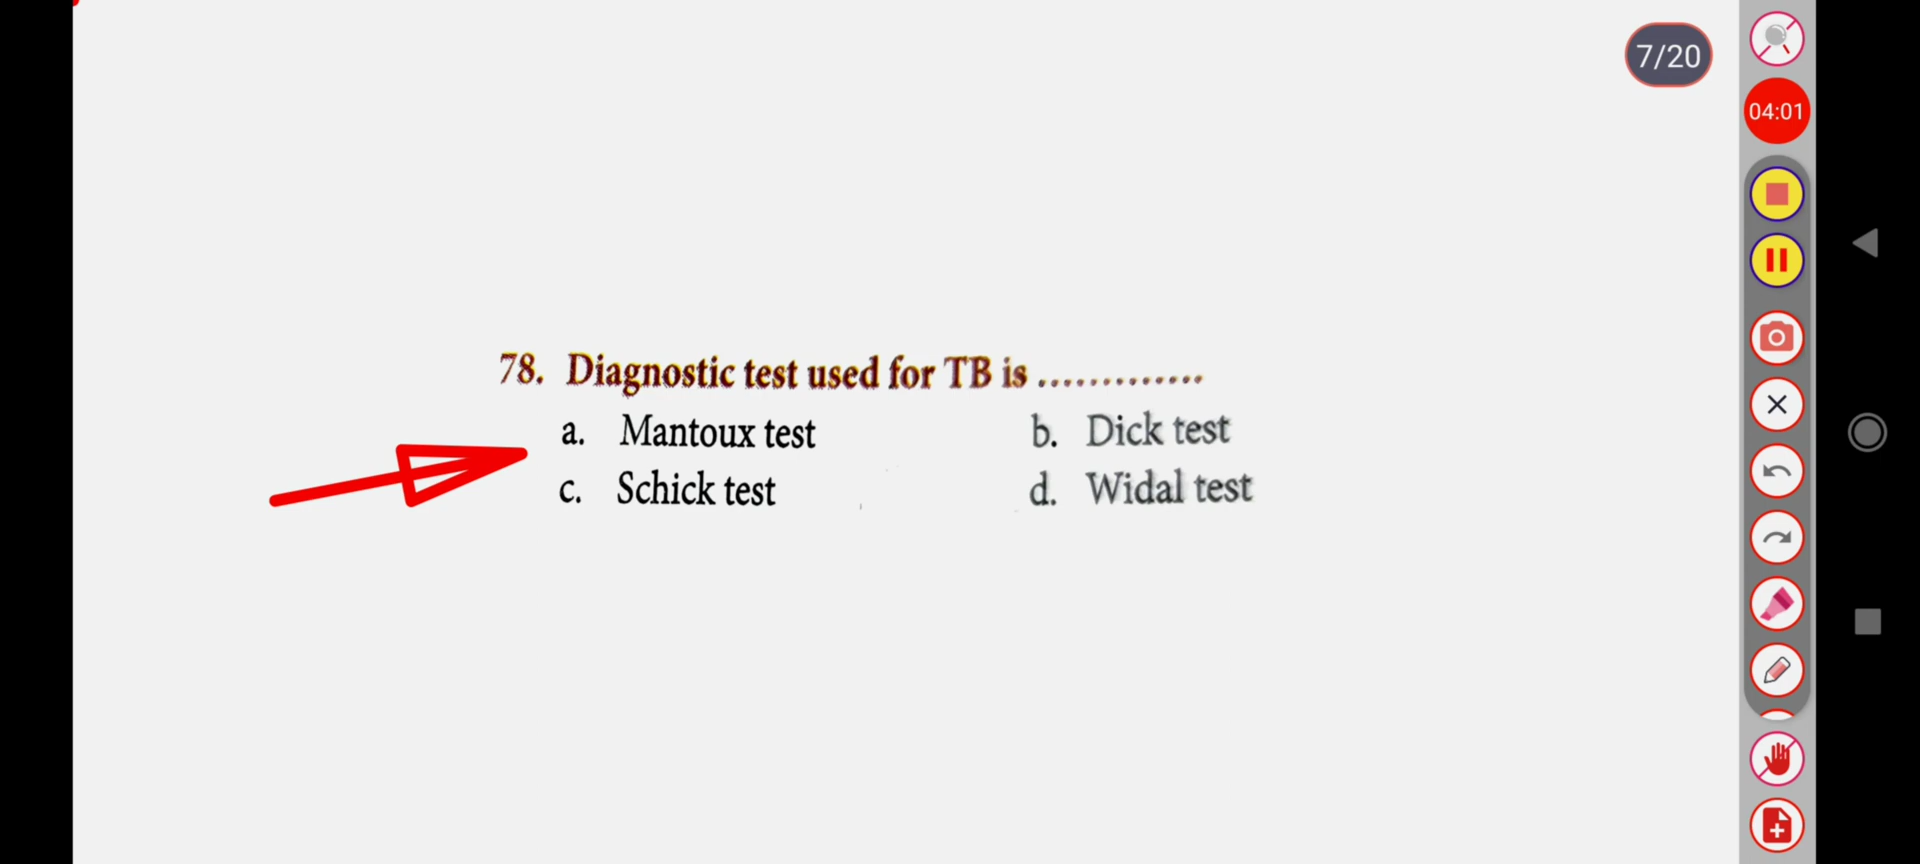 7/20
04:01
78. Diagnostic test used for TB is .............
a. Mantoux test b. Dick test
c. Schick test d. Widal test